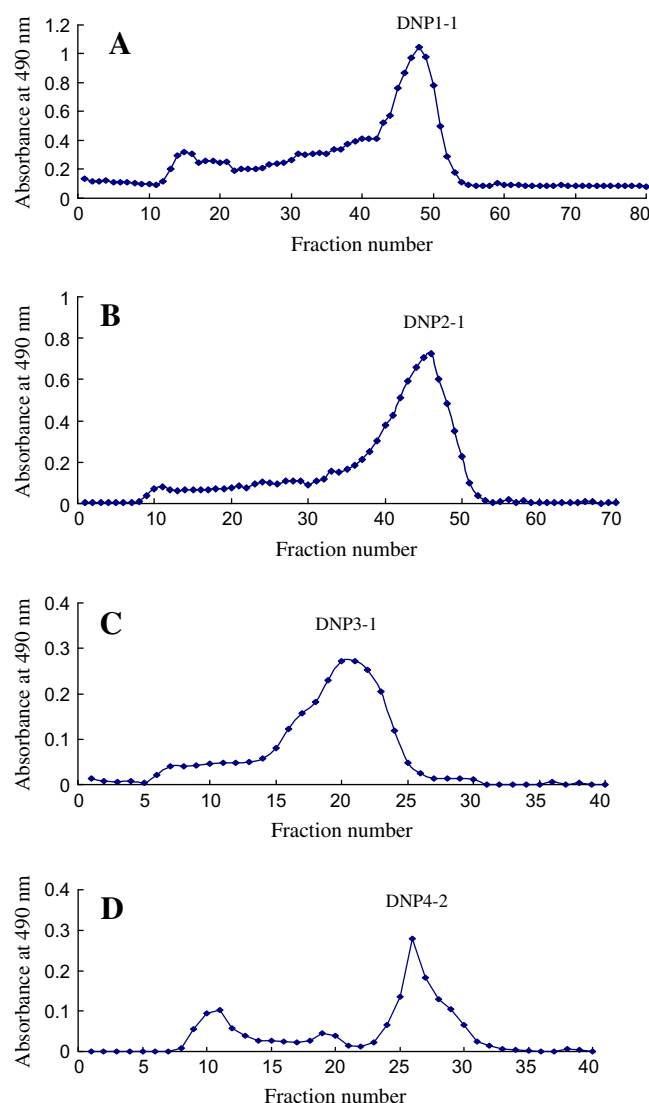 A
DNP1-1
Absorbance at 490 nm
1.2
1
0.8
0.6
0.4
0.2
0
0 10 20 30 40 50 60 70 80
Fraction number
B
DNP2-1
Absorbance at 490 nm
1
0.8
0.6
0.4
0.2
0
0 10 20 30 40 50 60 70
Fraction number
C
DNP3-1
Absorbance at 490 nm
0.4
0.3
0.2
0.1
0
0 5 10 15 20 25 30 35 40
Fraction number
D
DNP4-2
Absorbance at 490 nm
0.4
0.3
0.2
0.1
0
0 5 10 15 20 25 30 35 40
Fraction number